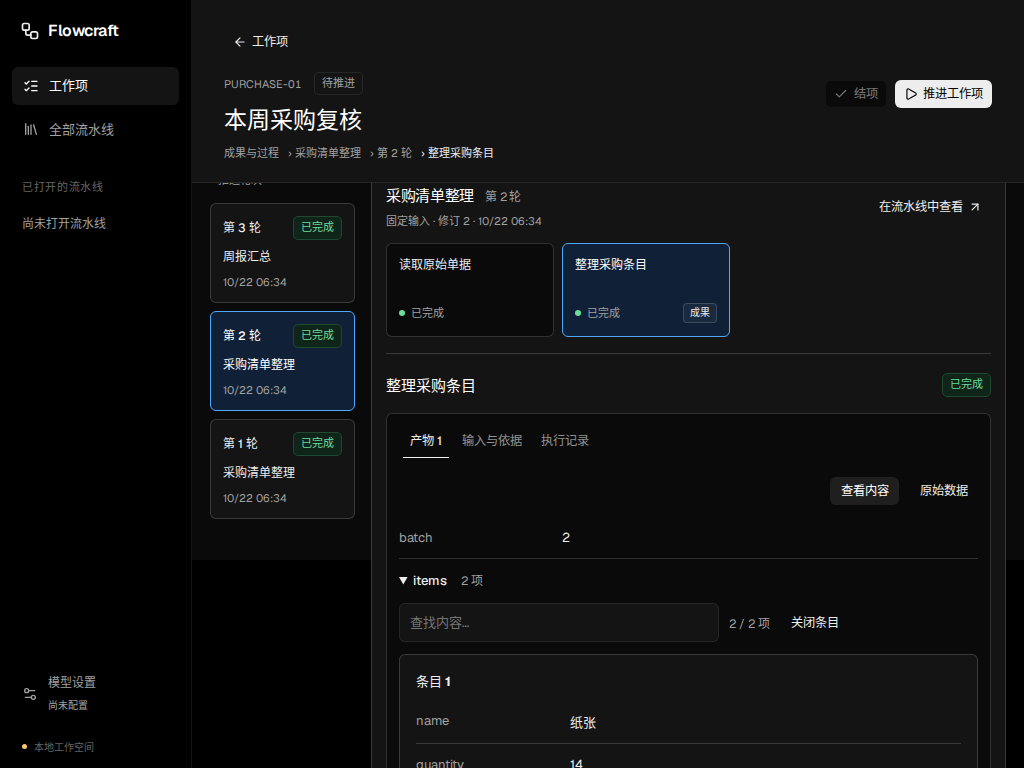 Flowcraft
工作项
全部流水线
已打开的流水线
尚未打开流水线
模型设置
尚未配置
本地工作空间
工作项
PURCHASE-01 待推进
本周采购复核
成果与过程 › 采购清单整理 › 第 2 轮 › 整理采购条目
结项 推进工作项
第 3 轮 已完成
周报汇总
10/22 06:34
第 2 轮 已完成
采购清单整理
10/22 06:34
第 1 轮 已完成
采购清单整理
10/22 06:34
采购清单整理 第 2 轮
固定输入 · 修订 2 · 10/22 06:34
在流水线中查看
读取原始单据
已完成
整理采购条目
已完成 成果
整理采购条目 已完成
产物 1 输入与依据 执行记录
查看内容 原始数据
batch 2
items 2 项
查找内容… 2 / 2 项 关闭条目
条目 1
name 纸张
quantity 14